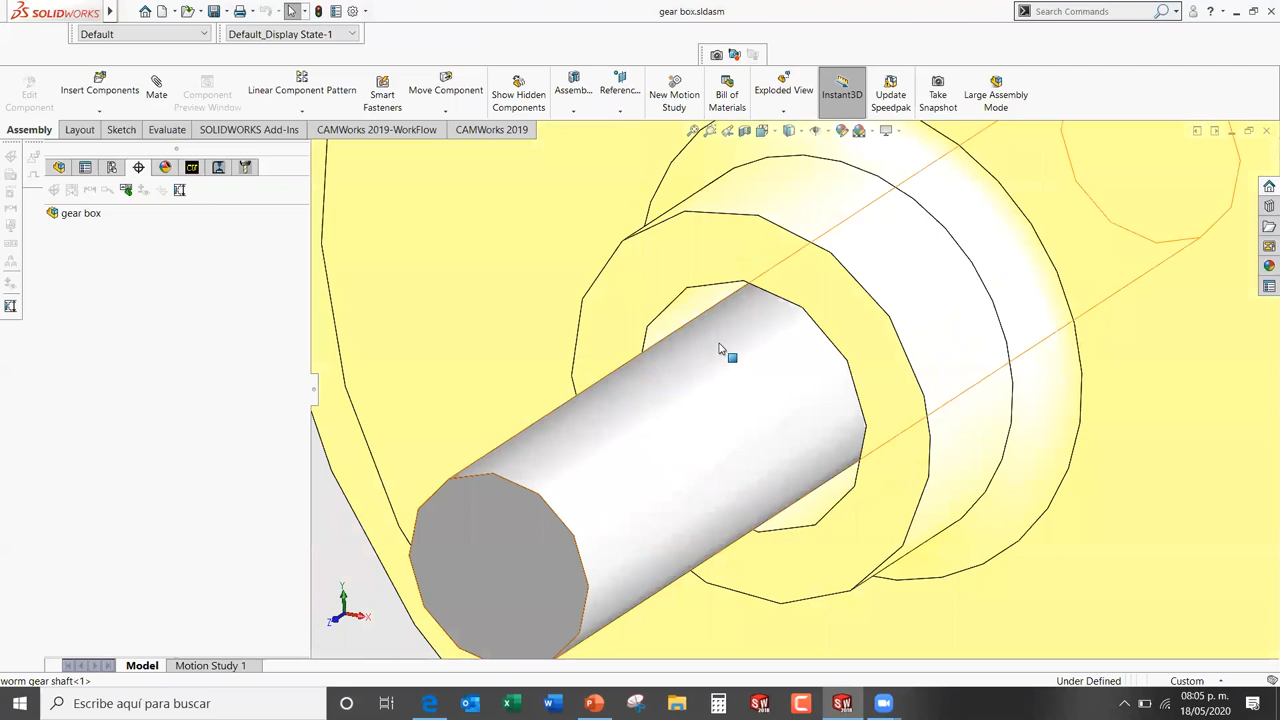 SOLIDWORKS
gear box.sldasm
Search Commands
Default
Default_Display State-1
Edit Component
Insert Components
Mate
Component Preview Window
Linear Component Pattern
Smart Fasteners
Move Component
Show Hidden Components
Assemb...
Referenc...
New Motion Study
Bill of Materials
Exploded View
Instant3D
Update Speedpak
Take Snapshot
Large Assembly Mode
Assembly
Layout
Sketch
Evaluate
SOLIDWORKS Add-Ins
CAMWorks 2019-WorkFlow
CAMWorks 2019
gear box
Y
X
Z
Model
Motion Study 1
worm gear shaft<1>
Under Defined
Custom
Escribe aquí para buscar
08:05 p. m.
18/05/2020